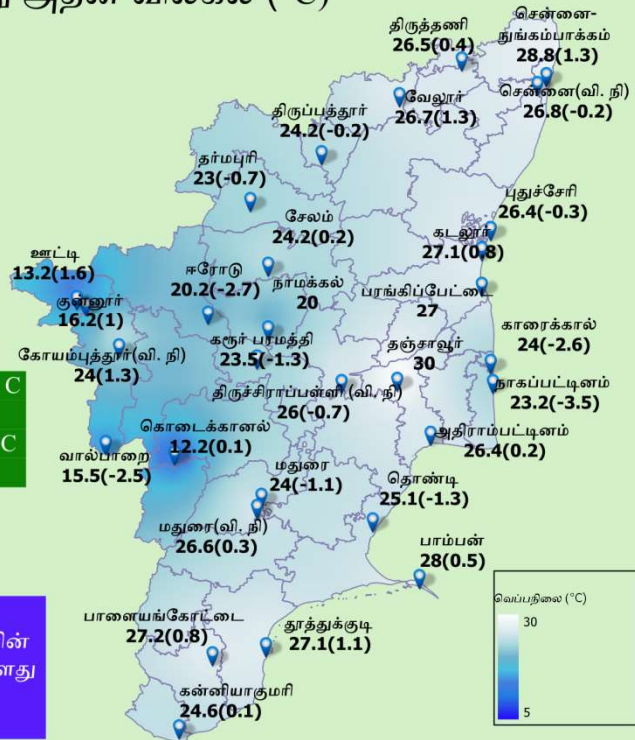 அதன் விலகல் (°C)
சென்னை-
நுங்கம்பாக்கம்
28.8(1.3)
திருத்தணி
26.5(0.4)
வேலூர்
26.7(1.3)
சென்னை(வி. நி)
26.8(-0.2)
திருப்பத்தூர்
24.2(-0.2)
தர்மபுரி
23(-0.7)
புதுச்சேரி
26.4(-0.3)
சேலம்
24.2(0.2)
கடலூர்
27.1(0.8)
ஊட்டி
13.2(1.6)
ஈரோடு
20.2(-2.7)
நாமக்கல்
20
பரங்கிப்பேட்டை
27
குன்னூர்
16.2(1)
கரூர் பரமத்தி
23.5(-1.3)
காரைக்கால்
24(-2.6)
தஞ்சாவூர்
30
கோயம்புத்தூர்(வி. நி)
24(1.3)
C
C
நாகப்பட்டினம்
23.2(-3.5)
திருச்சிராப்பள்ளி (வி. நி)
26(-0.7)
கொடைக்கானல்
12.2(0.1)
அதிராம்பட்டினம்
26.4(0.2)
வால்பாறை
15.5(-2.5)
மதுரை
24(-1.1)
தொண்டி
25.1(-1.3)
மதுரை(வி. நி)
26.6(0.3)
பாம்பன்
28(0.5)
வெப்பநிலை (°C)
30
5
பாளையங்கோட்டை
27.2(0.8)
தூத்துக்குடி
27.1(1.1)
கன்னியாகுமரி
24.6(0.1)